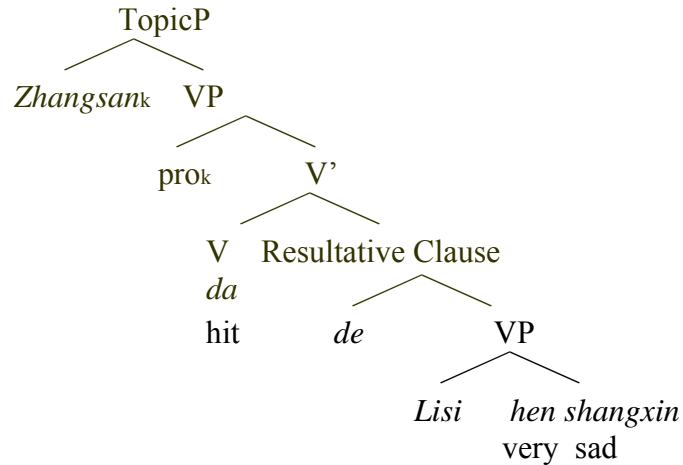 TopicP
Zhangsank VP
prok V’
V Resultative Clause
da
hit de VP
Lisi hen shangxin
very sad